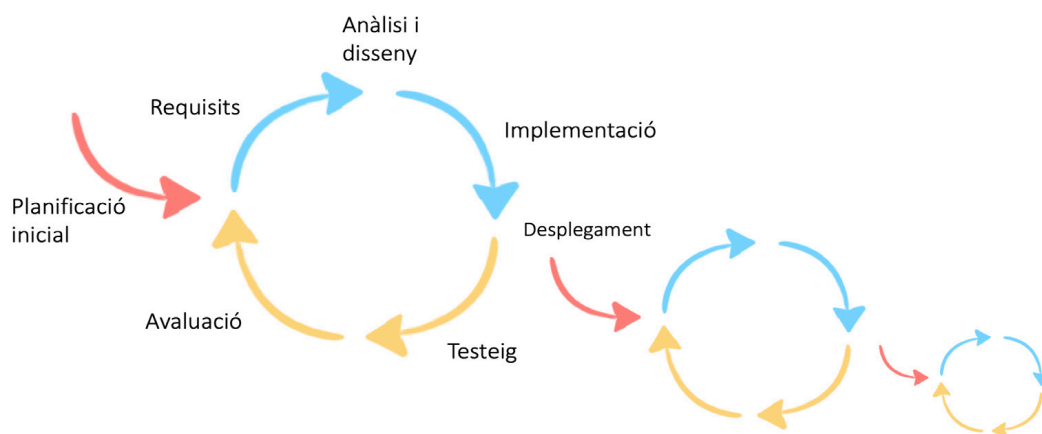 Anàlisi i
disseny
Requisits
Implementació
Planificació
inicial
Desplegament
Avaluació
Testeig